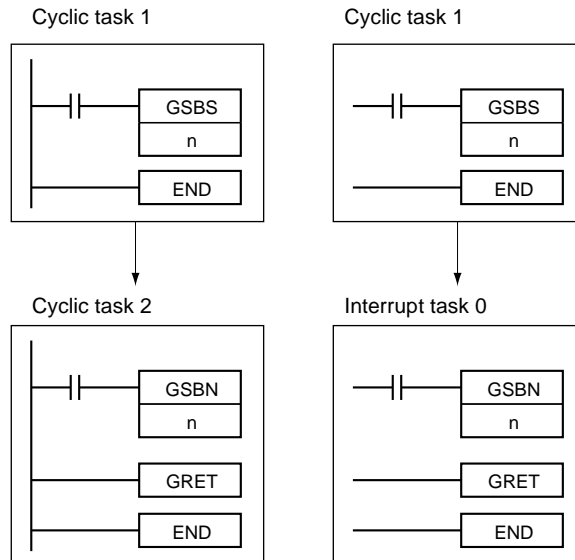 Cyclic task 1
GSBS
n
END
Cyclic task 2
GSBN
n
GRET
END
Cyclic task 1
GSBS
n
END
Interrupt task 0
GSBN
n
GRET
END